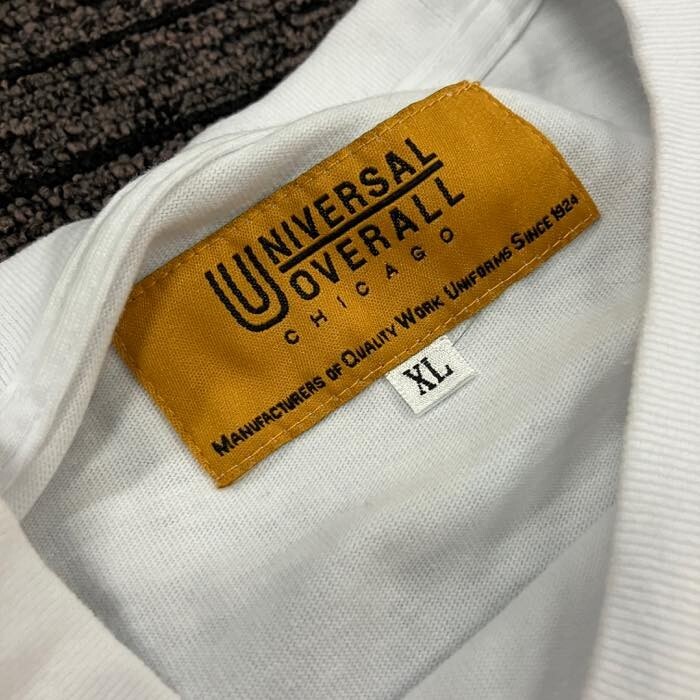 UNIVERSAL
OVERALL
CHICAGO
MANUFACTURERS OF QUALITY WORK UNIFORMS SINCE 1924
XL